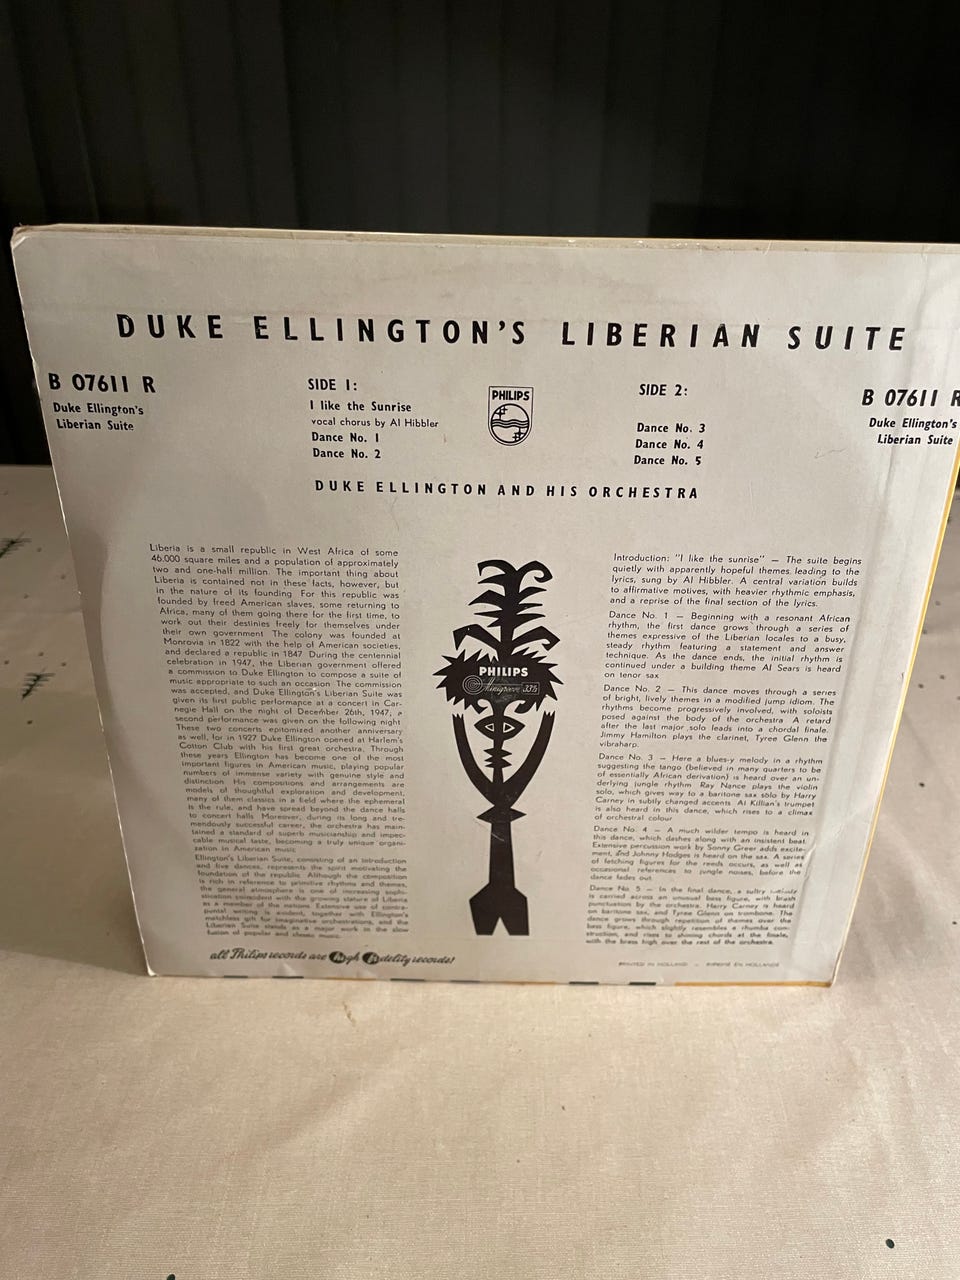 DUKE ELLINGTON'S LIBERIAN SUITE
B 07611 R
Duke Ellington's
Liberian Suite
SIDE 1:
I like the Sunrise
vocal chorus by Al Hibbler
Dance No. 1
Dance No. 2
PHILIPS
SIDE 2:
Dance No. 3
Dance No. 4
Dance No. 5
B 07611 R
Duke Ellington's
Liberian Suite
DUKE ELLINGTON AND HIS ORCHESTRA
Liberia is a small republic in West Africa of some
46.000 square miles and a population of approximately
two and one-half million. The important thing about
Liberia is contained not in these facts, however, but
in the nature of its founding For this republic was
founded by freed American slaves, some returning to
Africa, many of them going there for the first time, to
work out their destinies freely for themselves under
their own government The colony was founded at
Monrovia in 1822 with the help of American societies,
and declared a republic in 1847 During the centennial
celebration in 1947, the Liberian government offered
a commission to Duke Ellington to compose a suite of
music appropriate to such an occasion The commission
was accepted, and Duke Ellington's Liberian Suite was
given its first public performance at a concert in Car-
negie Hall on the night of December 26th, 1947, a
second performance was given on the following night
These two concerts epitomized another anniversary
as well, for in 1927 Duke Ellington opened at Harlem's
Cotton Club with his first great orchestra. Through
these years Ellington has become one of the most
important figures in American music, playing popular
numbers of immense variety with genuine style and
distinction His compositions and arrangements are
models of thoughtful exploration and development,
many of them classics in a field where the ephemeral
is the rule, and have spread beyond the dance halls
to concert halls Moreover, during its long and tre-
mendously successful career, the orchestra has main-
tained a standard of superb musicianship and impec-
cable musical taste, becoming a truly unique organi-
zation in American music
Ellington's Liberian Suite, consisting of an introduction
and five dances, represents the spirit motivating the
foundation of the republic Although the composition
is rich in reference to primitive rhythms and themes,
the general atmosphere is one of increasing sophi-
stication coincident with the growing stature of Liberia
as a member of the nations Extensive use of contra-
puntal writing is evident, together with Ellington's
matchless gift for imaginative orchestrations, and the
Liberian Suite stands as a major work in the slow
fusion of popular and classic music.
PHILIPS
Minigroove 33⅓
Introduction: "I like the sunrise" — The suite begins
quietly with apparently hopeful themes leading to the
lyrics, sung by Al Hibbler. A central variation builds
to affirmative motives, with heavier rhythmic emphasis,
and a reprise of the final section of the lyrics.
Dance No. 1 — Beginning with a resonant African
rhythm, the first dance grows through a series of
themes expressive of the Liberian locales to a busy,
steady rhythm featuring a statement and answer
technique. As the dance ends, the initial rhythm is
continued under a building theme Al Sears is heard
on tenor sax
Dance No. 2 — This dance moves through a series
of bright, lively themes in a modified jump idiom. The
rhythms become progressively involved, with soloists
posed against the body of the orchestra A retard
after the last major solo leads into a chordal finale.
Jimmy Hamilton plays the clarinet, Tyree Glenn the
vibraharp.
Dance No. 3 — Here a blues-y melody in a rhythm
suggesting the tango (believed in many quarters to be
of essentially African derivation) is heard over an un-
derlying jungle rhythm Ray Nance plays the violin
solo, which gives way to a baritone sax solo by Harry
Carney in subtly changed accents Al Killian's trumpet
is also heard in this dance, which rises to a climax
of orchestral colour
Dance No. 4 — A much wilder tempo is heard in
this dance, which dashes along with an insistent beat
Extensive percussion work by Sonny Greer adds excite-
ment, and Johnny Hodges is heard on the sax A series
of fetching figures for the reeds occurs, as well as
occasional references to jungle noises, before the
dance fades out
Dance No. 5 — In the final dance, a sultry
is carried across an unusual bass figure, with brash
punctuation by the orchestra. Harry Carney is heard
on baritone sax, and Tyree Glenn on trombone. The
dance grows through repetition of themes over the
bass figure, which slightly resembles a rhumba con-
struction, and rises to shining chords at the finale,
with the brass high over the rest of the orchestra.
all Philips records are High Fidelity records!
PRINTED IN HOLLAND – IMPRIMÉ EN HOLLANDE